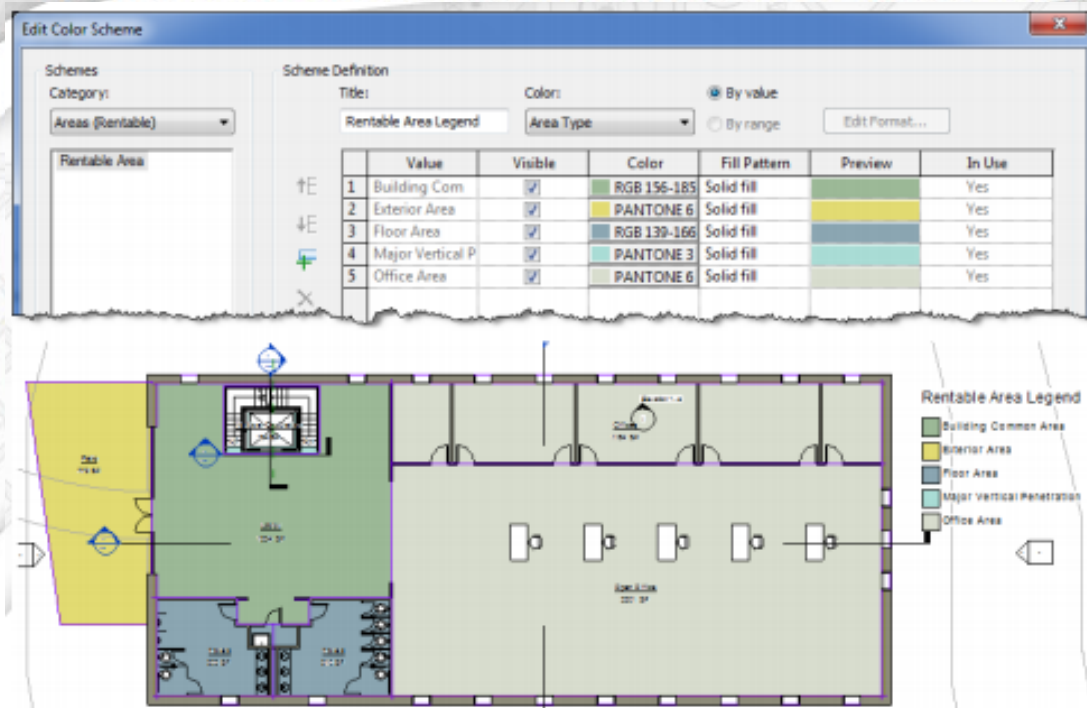 Edit Color Scheme
Schemes
Category:
Areas (Rentable)
Rentable Area
Scheme Definition
Title:
Rentable Area Legend
Color:
Area Type
By value
By range
Edit Format...
Value Visible Color Fill Pattern Preview In Use
1 Building Com RGB 156-185 Solid fill Yes
2 Exterior Area PANTONE 6 Solid fill Yes
3 Floor Area RGB 139-166 Solid fill Yes
4 Major Vertical P PANTONE 3 Solid fill Yes
5 Office Area PANTONE 6 Solid fill Yes
Rentable Area Legend
Building Common Area
Exterior Area
Floor Area
Major Vertical Penetration
Office Area
Open Office